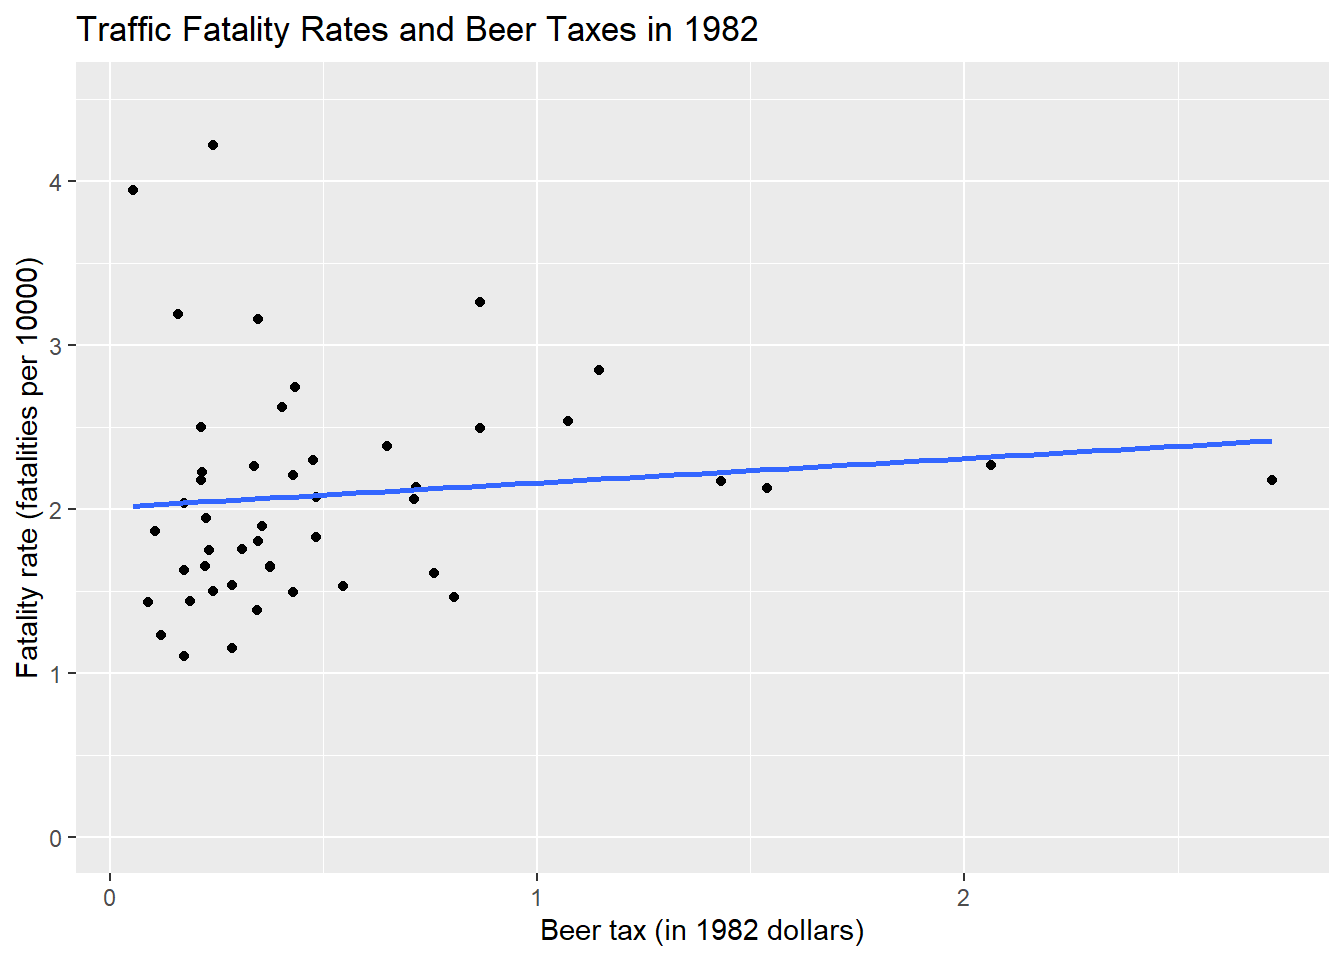 Traffic Fatality Rates and Beer Taxes in 1982
Fatality rate (fatalities per 10000)
4
3
2
1
0
0 1 2
Beer tax (in 1982 dollars)